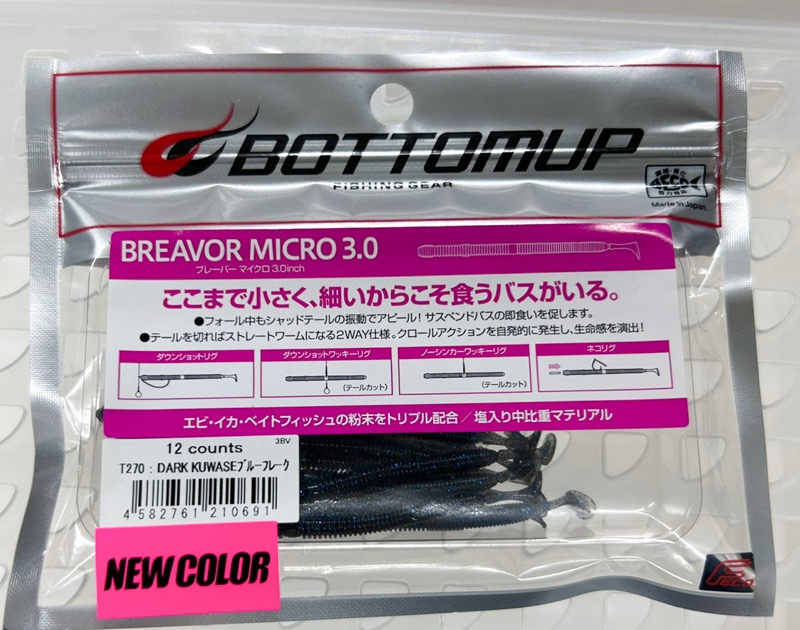 BOTTOMUP
FISHING GEAR
Made in Japan.
BREAVOR MICRO 3.0
ブレーバー マイクロ 3.0inch
ここまで小さく、細いからこそ食うバスがいる。
●フォール中もシャッドテールの振動でアピール!サスペンドバスの即食いを促します。
●テールを切ればストレートワームになる2WAY仕様。クロールアクションを自発的に発生し、生命感を演出!
ダウンショットリグ
ダウンショットワッキーリグ
(テールカット)
ノーシンカーワッキーリグ
(テールカット)
ネコリグ
エビ・イカ・ベイトフィッシュの粉末をトリプル配合/塩入り中比重マテリアル
12 counts
3BV
T270 : DARK KUWASEブルーフレーク
4 582761 210691
NEW COLOR